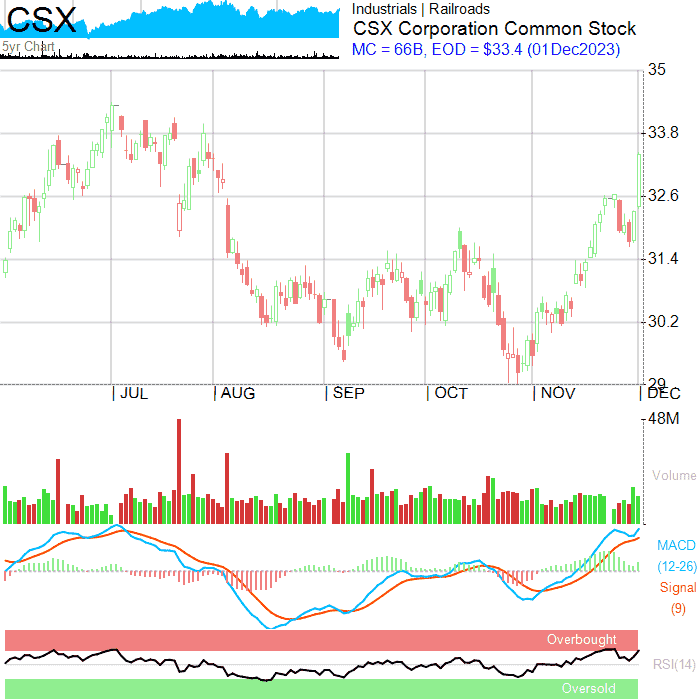 CSX
5yr Chart
Industrials | Railroads
CSX Corporation Common Stock
MC = 66B, EOD = $33.4 (01Dec2023)
35
33.8
32.6
31.4
30.2
29
| JUL | AUG | SEP | OCT | NOV | DEC
48M
Volume
MACD
(12-26)
Signal
(9)
Overbought
RSI(14)
Oversold